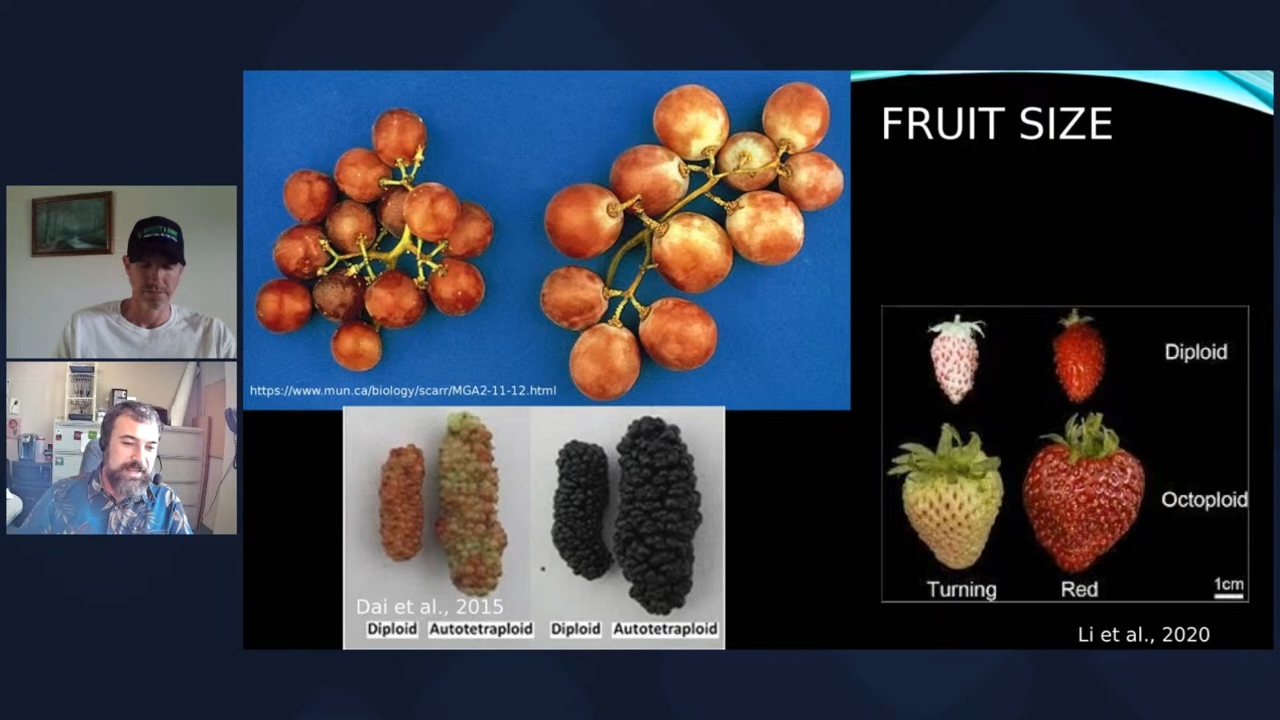 FRUIT SIZE
https://www.mun.ca/biology/scarr/MGA2-11-12.html
Diploid
Octoploid
Turning Red
1cm
Dai et al., 2015
Diploid Autotetraploid Diploid Autotetraploid
Li et al., 2020